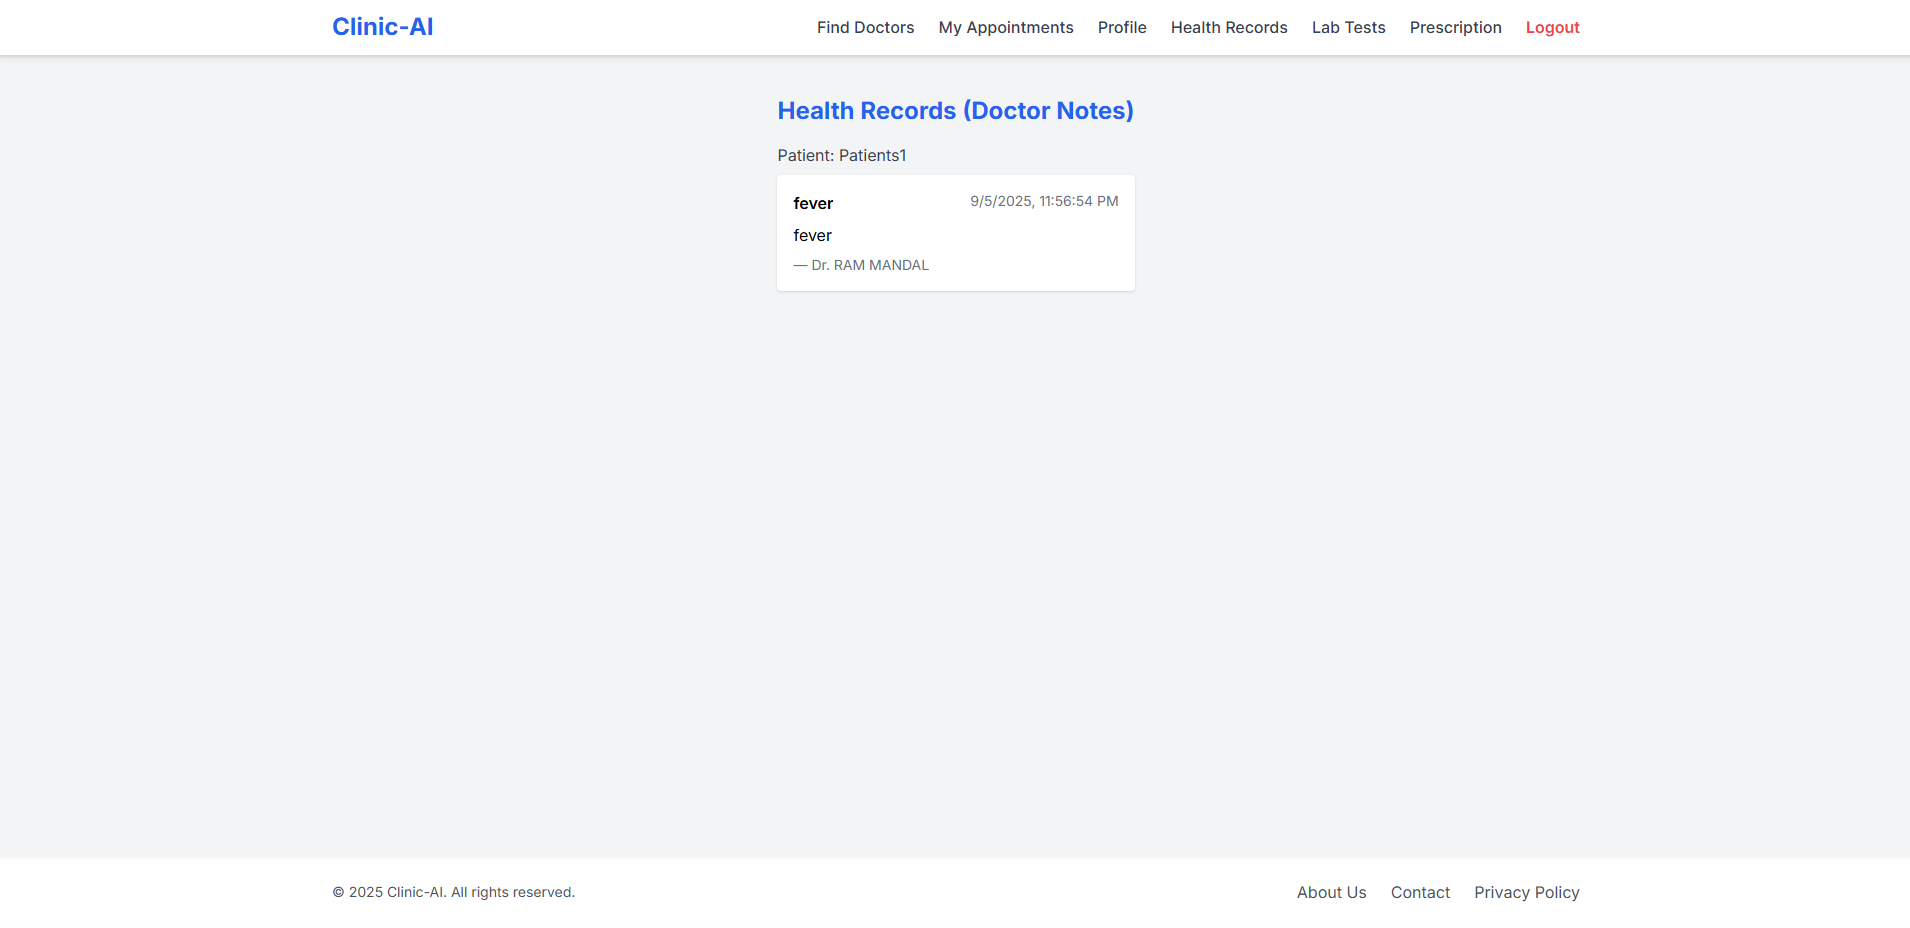 Clinic-AI
Find Doctors My Appointments Profile Health Records Lab Tests Prescription Logout
Health Records (Doctor Notes)
Patient: Patients1
fever 9/5/2025, 11:56:54 PM
fever
— Dr. RAM MANDAL
© 2025 Clinic-AI. All rights reserved.
About Us Contact Privacy Policy